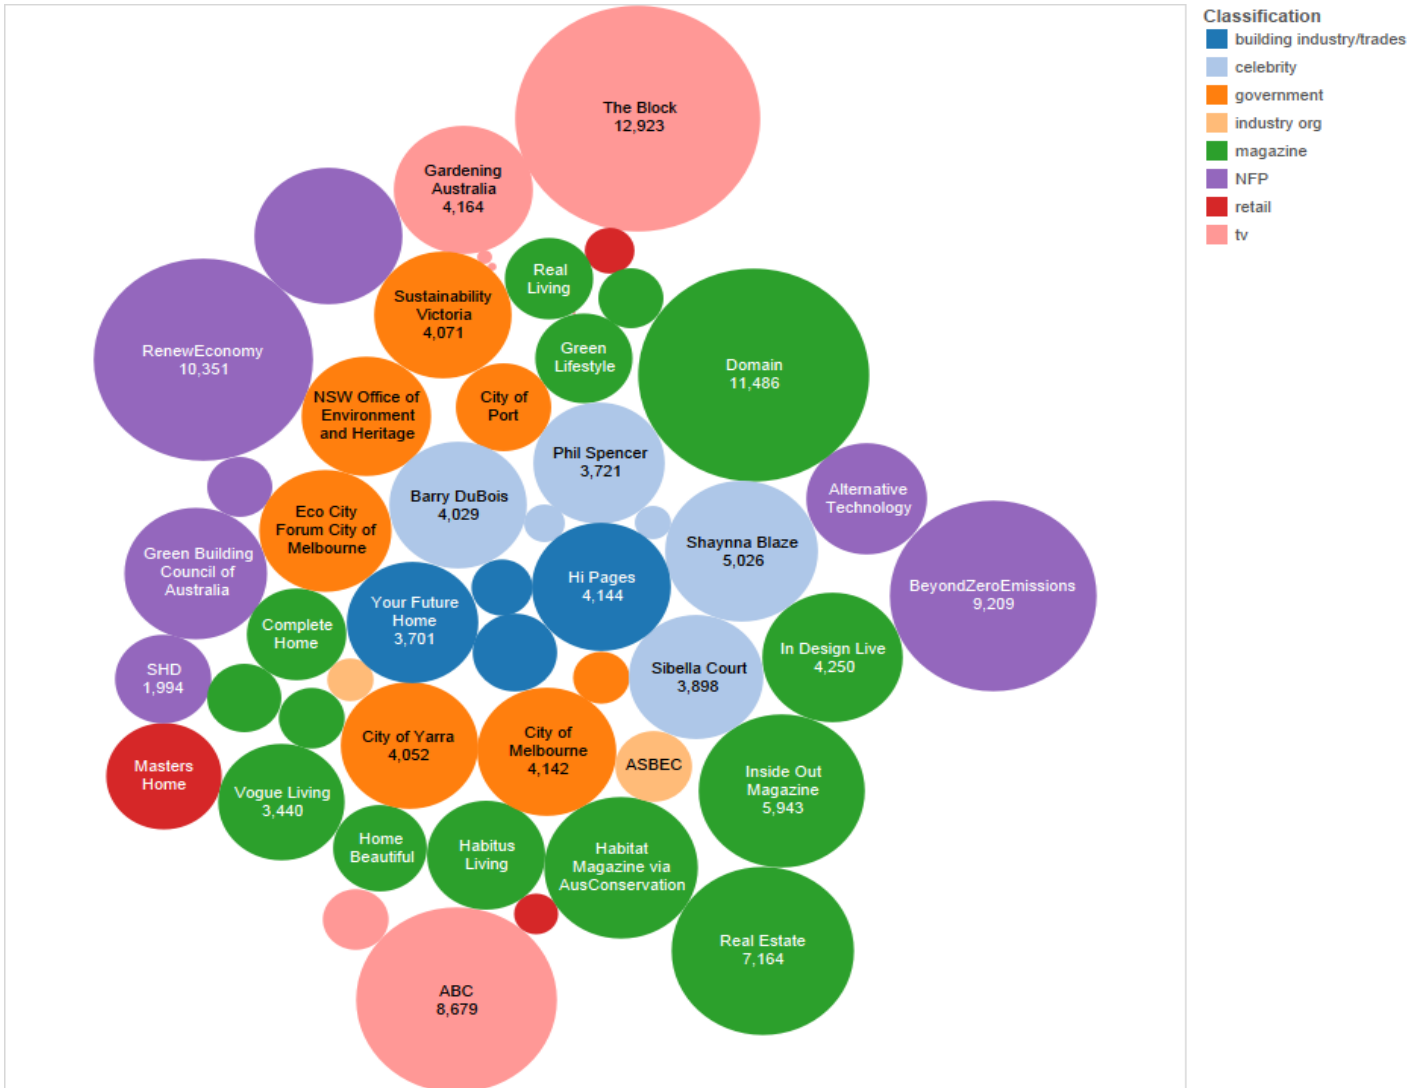 Classification
building industry/trades
celebrity
government
industry org
magazine
NFP
retail
tv
The Block
12,923
Gardening
Australia
4,164
Real
Living
Sustainability
Victoria
4,071
RenewEconomy
10,351
Green
Lifestyle
Domain
11,486
NSW Office of
Environment
and Heritage
City of
Port
Phil Spencer
3,721
Barry DuBois
4,029
Alternative
Technology
Eco City
Forum City of
Melbourne
Shaynna Blaze
5,026
Green Building
Council of
Australia
Hi Pages
4,144
BeyondZeroEmissions
9,209
Your Future
Home
3,701
Complete
Home
In Design Live
4,250
SHD
1,994
Sibella Court
3,898
City of Yarra
4,052
City of
Melbourne
4,142
ASBEC
Masters
Home
Inside Out
Magazine
5,943
Vogue Living
3,440
Home
Beautiful
Habitus
Living
Habitat
Magazine via
AusConservation
Real Estate
7,164
ABC
8,679